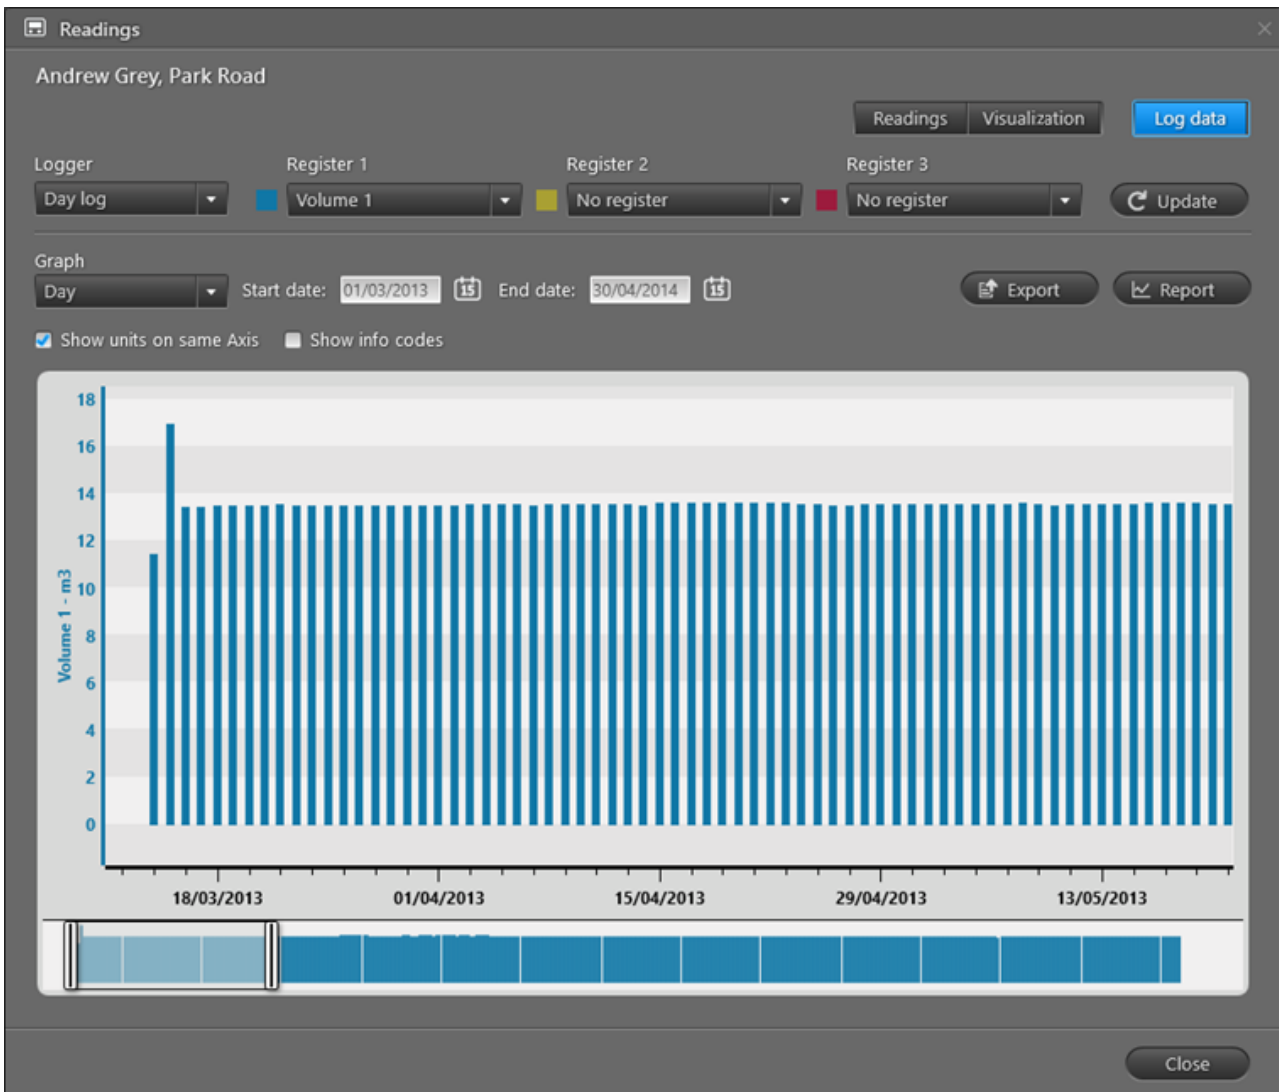 Readings
Andrew Grey, Park Road
Readings Visualization Log data
Logger Register 1 Register 2 Register 3
Day log Volume 1 No register No register Update
Graph
Day Start date: 01/03/2013 15 End date: 30/04/2014 15 Export Report
Show units on same Axis Show info codes
18
16
14
12
10
8
6
4
2
0
Volume 1 - m3
18/03/2013 01/04/2013 15/04/2013 29/04/2013 13/05/2013
Close